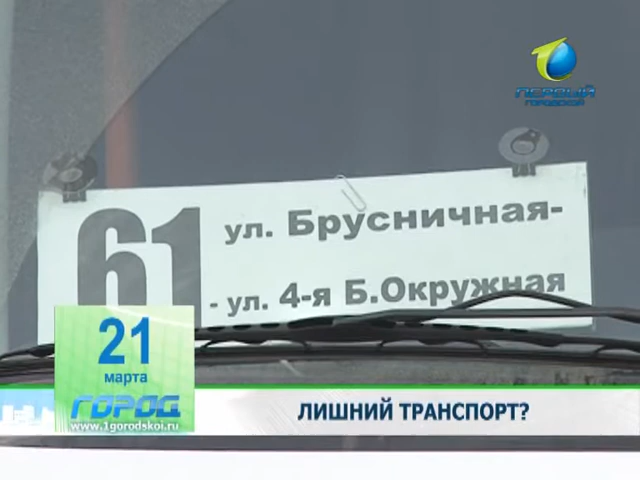 ПЕРВЫЙ
ГОРОДСКОЙ
61
ул. Брусничная-
- ул. 4-я Б.Окружная
21
марта
ГОРОД
www.1gorodskoi.ru
ЛИШНИЙ ТРАНСПОРТ?